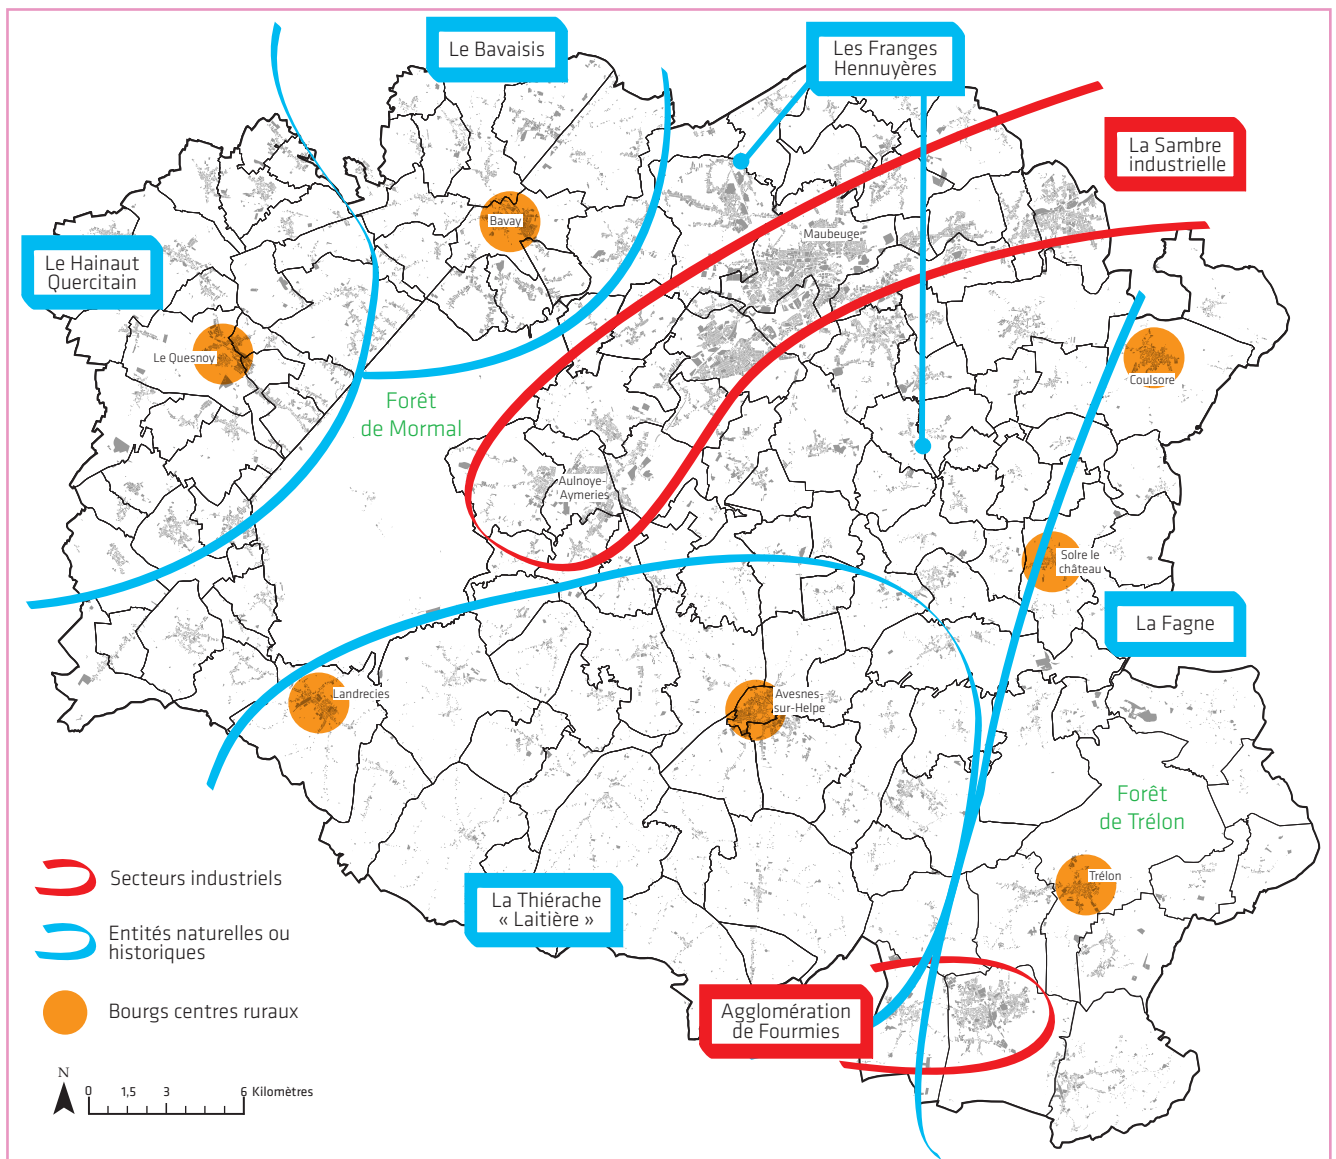 Le Bavaisis
Les Franges
Hennuyères
La Sambre
industrielle
Bavay
Maubeuge
Le Hainaut
Quercitain
Le Quesnoy
Coulsore
Forêt
de Mormal
Aulnoye-
Aymeries
Solre le
château
La Fagne
Landrecies
Avesnes-
sur-Helpe
Forêt
de Trélon
Trélon
Secteurs industriels
La Thiérache
« Laitière »
Entités naturelles ou
historiques
Bourgs centres ruraux
Agglomération
de Fourmies
N
0 1,5 3 6 Kilomètres